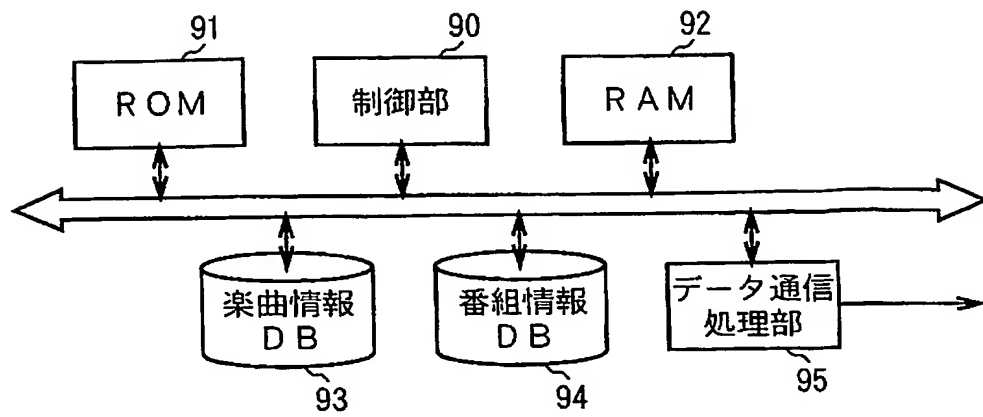 91
90
92
ＲＯＭ
制御部
ＲＡＭ
楽曲情報
ＤＢ
番組情報
ＤＢ
データ通信
処理部
93
94
95